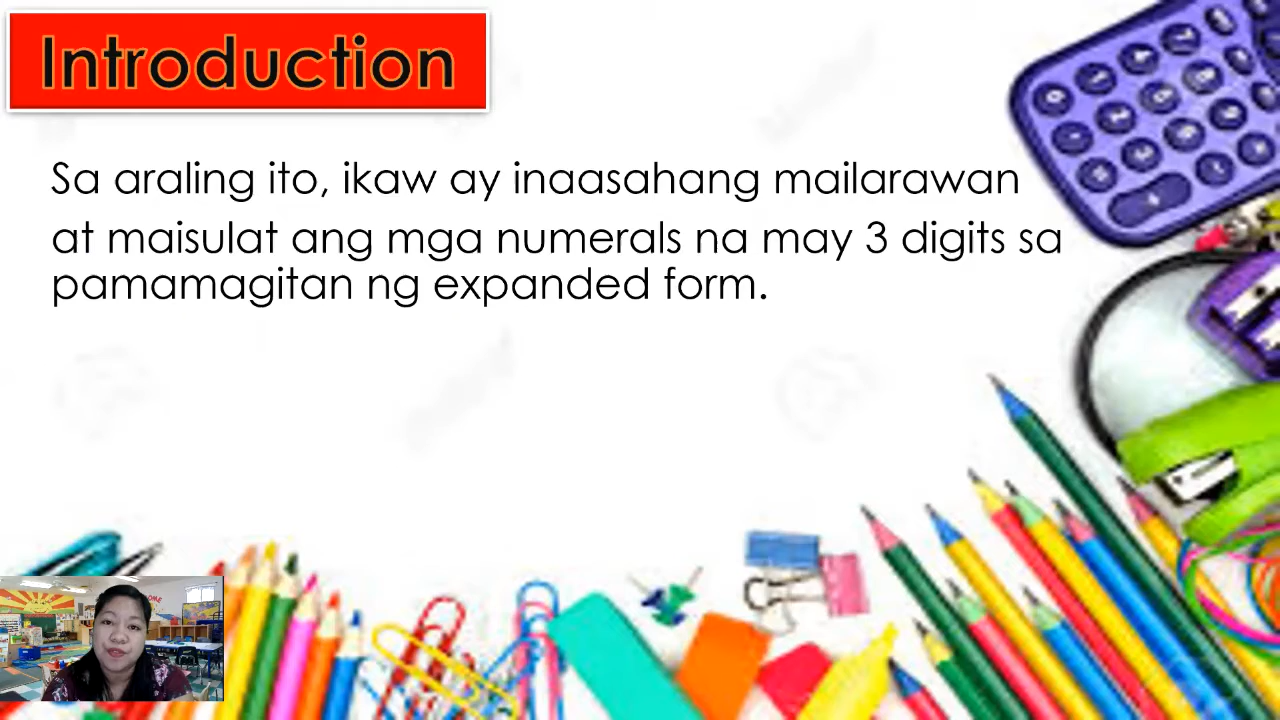 Introduction
Sa araling ito, ikaw ay inaasahang mailarawan
at maisulat ang mga numerals na may 3 digits sa
pamamagitan ng expanded form.